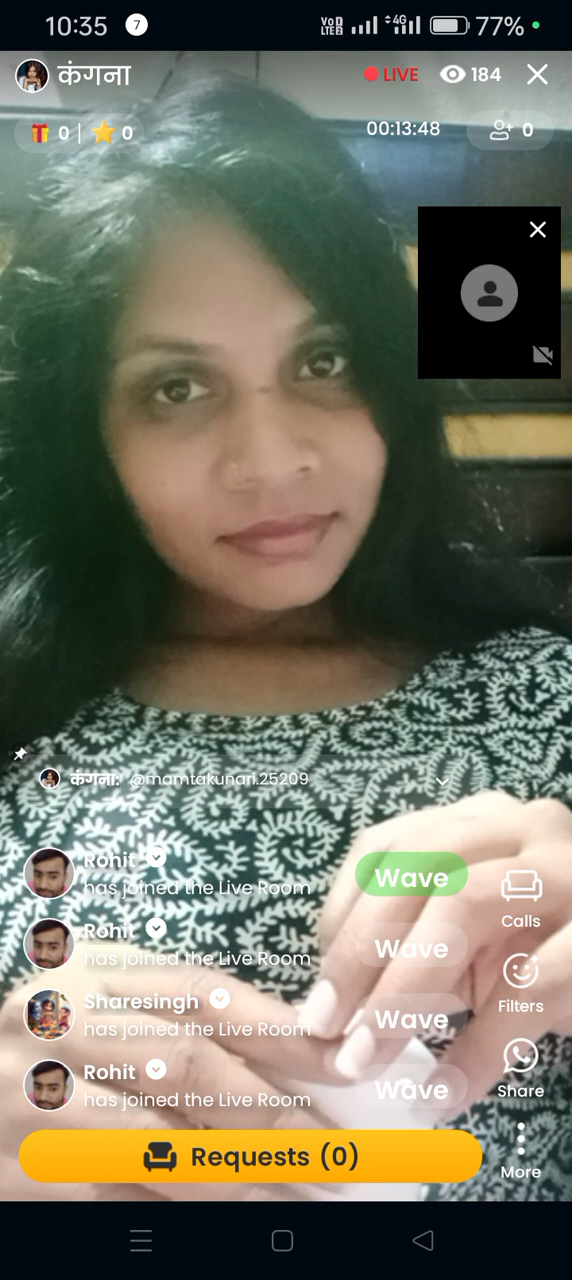 10:35 7 VoD LTE2 4G 77%
कंगना LIVE 184
0 | 0 00:13:48 0
कंगना: @mamtakunari.25209
Rohit
has joined the Live Room Wave
Rohit
has joined the Live Room Wave
Sharesingh
has joined the Live Room Wave
Rohit
has joined the Live Room Wave
Calls
Filters
Share
Requests (0)
More